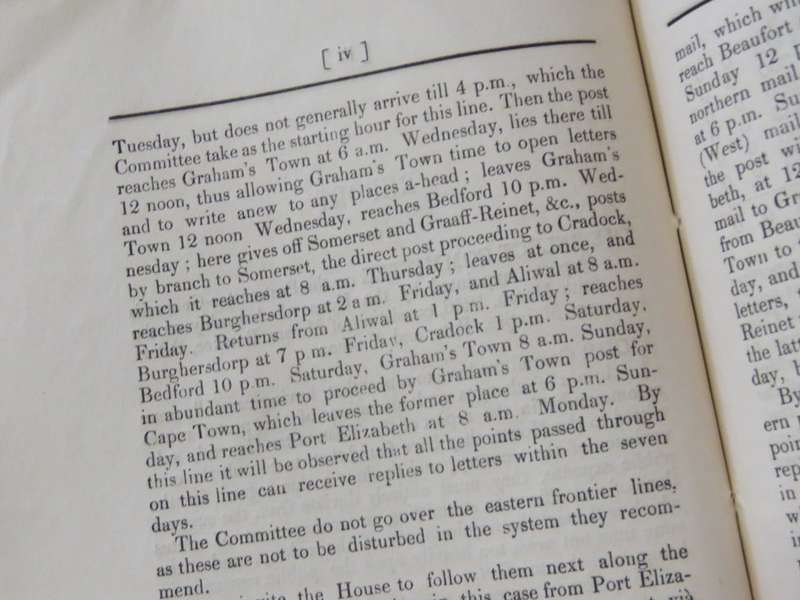 [ iv ]
Tuesday, but does not generally arrive till 4 p.m., which the
Committee take as the starting hour for this line. Then the post
reaches Graham's Town at 6 a.m. Wednesday, lies there till
12 noon, thus allowing Graham's Town time to open letters
and to write anew to any places a-head; leaves Graham's
Town 12 noon Wednesday, reaches Bedford 10 p.m. Wed-
nesday; here gives off Somerset and Graaff-Reinet, &c., posts
by branch to Somerset, the direct post proceeding to Cradock,
which it reaches at 8 a.m. Thursday; leaves at once, and
reaches Burghersdorp at 2 a m. Friday, and Aliwal at 8 a.m.
Friday. Returns from Aliwal at 1 p m. Friday; reaches
Burghersdorp at 7 p m. Friday, Cradock 1 p.m. Saturday,
Bedford 10 p.m. Saturday, Graham's Town 8 a.m. Sunday,
in abundant time to proceed by Graham's Town post for
Cape Town, which leaves the former place at 6 p.m. Sun-
day, and reaches Port Elizabeth at 8 a.m. Monday. By
this line it will be observed that all the points passed through
on this line can receive replies to letters within the seven
days.
The Committee do not go over the eastern frontier lines,
as these are not to be disturbed in the system they recom-
mend.
the House to follow them next along the
in this case from Port Eliza-
mail, which wi
reach Beaufort
Sunday 12
northern mail
at 6 p.m. Su
(West) mail
the post wi
beth, at 12
mail to Gr
from Beau
Town to
day, and
letters,
Reinet
the latt
day, b
By
ern
poin
rep
in
w